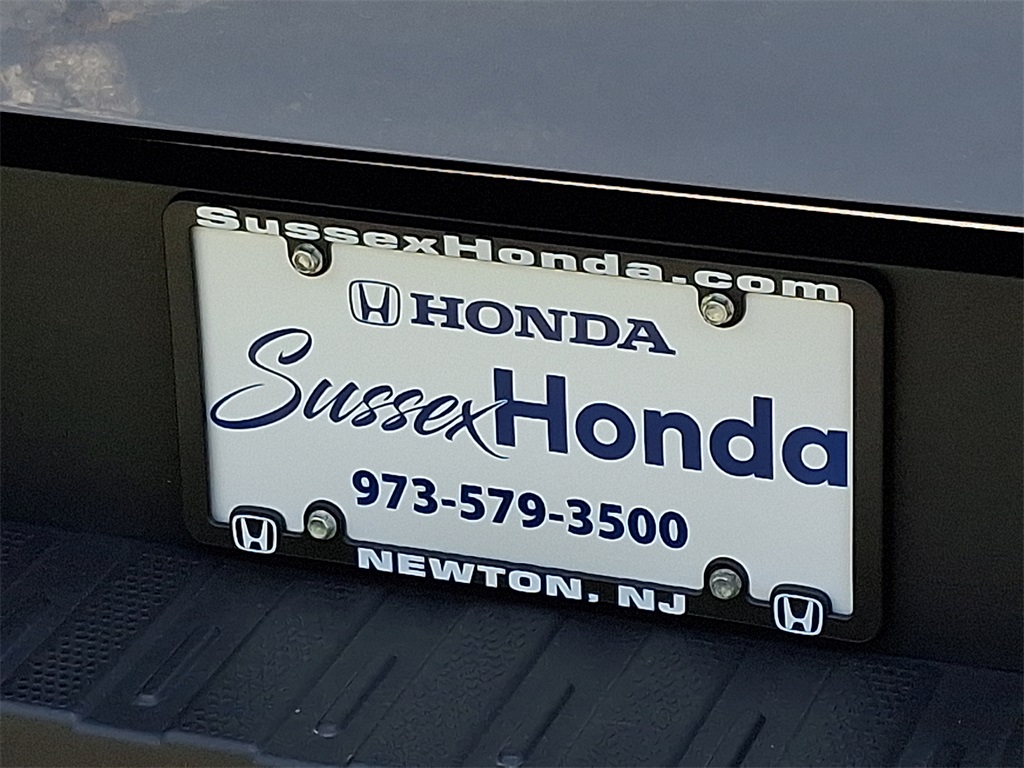 SussexHonda.com
HONDA
SussexHonda
973-579-3500
NEWTON, NJ